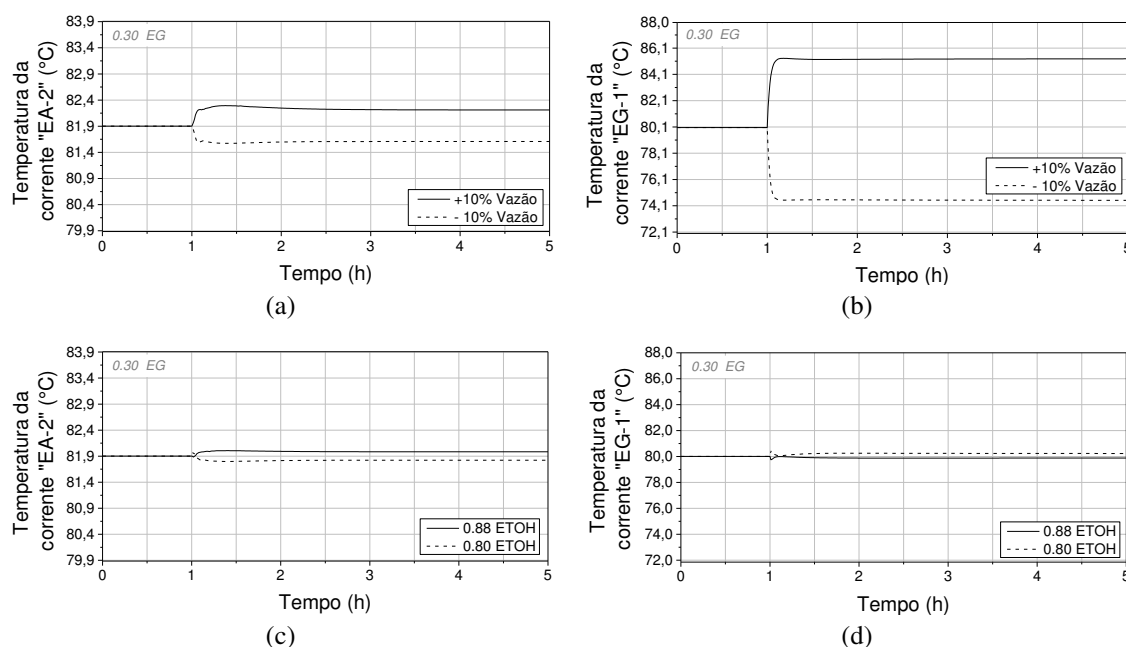 0.30 EG
Temperatura da
corrente "EA-2" (°C)
83,9
83,4
82,9
82,4
81,9
81,4
80,9
80,4
79,9
+10% Vazão
- 10% Vazão
0
1
2
3
4
5
Tempo (h)
(a)
0.30 EG
Temperatura da
corrente "EG-1" (°C)
88,0
86,1
84,1
82,1
80,1
78,1
76,1
74,1
72,1
+10% Vazão
- 10% Vazão
0
1
2
3
4
5
Tempo (h)
(b)
0.30 EG
Temperatura da
corrente "EA-2" (°C)
83,9
83,4
82,9
82,4
81,9
81,4
80,9
80,4
79,9
0.88 ETOH
0.80 ETOH
0
1
2
3
4
5
Tempo (h)
(c)
0.30 EG
Temperatura da
corrente "EG-1" (°C)
88,0
86,0
84,0
82,0
80,0
78,0
76,0
74,0
72,0
0.88 ETOH
0.80 ETOH
0
1
2
3
4
5
Tempo (h)
(d)